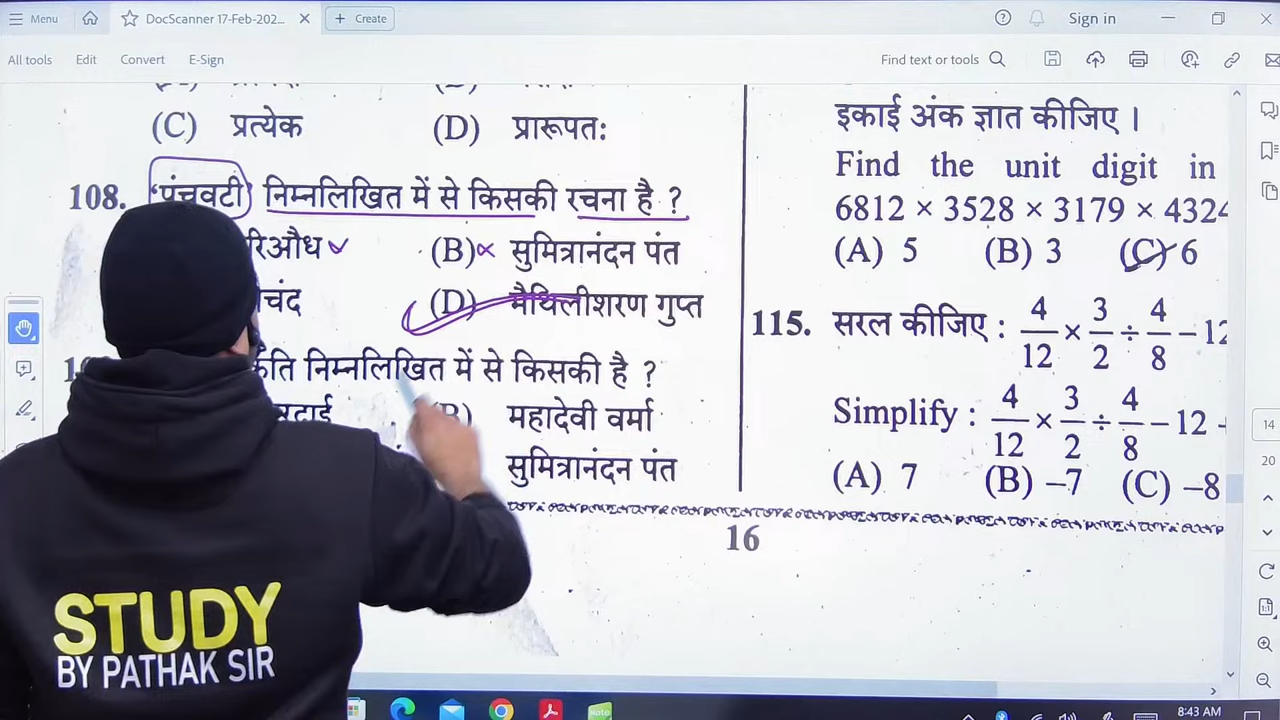 Menu
DocScanner 17-Feb-202...
+ Create
Sign in
All tools Edit Convert E-Sign
Find text or tools
(C) प्रत्येक (D) प्रारूपत:
108. 'पंचवटी' निम्नलिखित में से किसकी रचना है ?
रिऔध (B) सुमित्रानंदन पंत
चंद (D) मैथिलीशरण गुप्त
निम्नलिखित में से किसकी है ?
(B) महादेवी वर्मा
सुमित्रानंदन पंत
इकाई अंक ज्ञात कीजिए ।
Find the unit digit in
6812 × 3528 × 3179 × 4324
(A) 5 (B) 3 (C) 6
115. सरल कीजिए : 4/12 × 3/2 ÷ 4/8 − 12
Simplify : 4/12 × 3/2 ÷ 4/8 − 12 -
(A) 7 (B) −7 (C) −8
16
14
20
STUDY
BY PATHAK SIR
8:43 AM